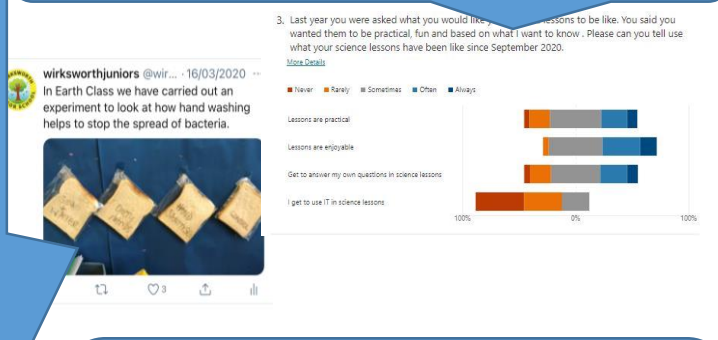 3. Last year you were asked what you would like y ssons to be like. You said you
wanted them to be practical, fun and based on what I want to know . Please can you tell use
what your science lessons have been like since September 2020.
More Details
Never Rarely Sometimes Often Always
Lessons are practical
Lessons are enjoyable
Get to answer my own questions in science lessons
I get to use IT in science lessons
100% 0% 100%
wirksworthjuniors @wir... · 16/03/2020 ···
In Earth Class we have carried out an
experiment to look at how hand washing
helps to stop the spread of bacteria.
3